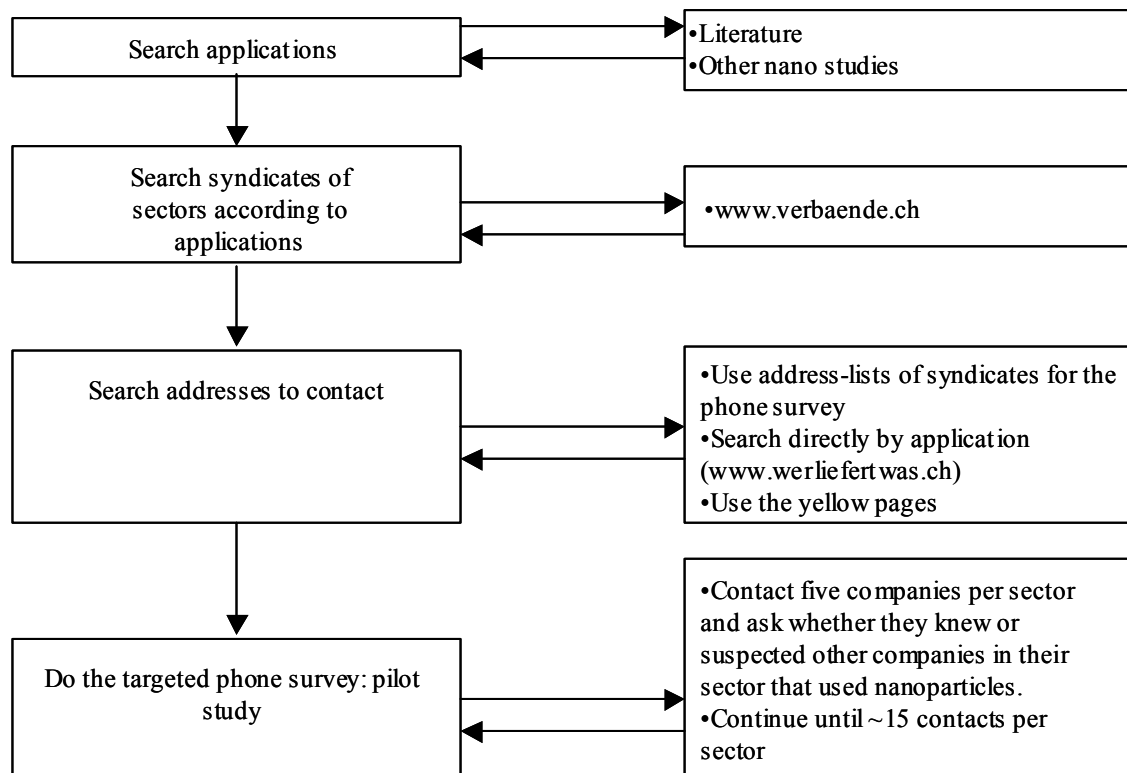 Search applications
•Literature
•Other nano studies
Search syndicates of
sectors according to
applications
•www.verbaende.ch
Search addresses to contact
•Use address-lists of syndicates for the
phone survey
•Search directly by application
(www.werliefertwas.ch)
•Use the yellow pages
Do the targeted phone survey: pilot
study
•Contact five companies per sector
and ask whether they knew or
suspected other companies in their
sector that used nanoparticles.
•Continue until ~15 contacts per
sector